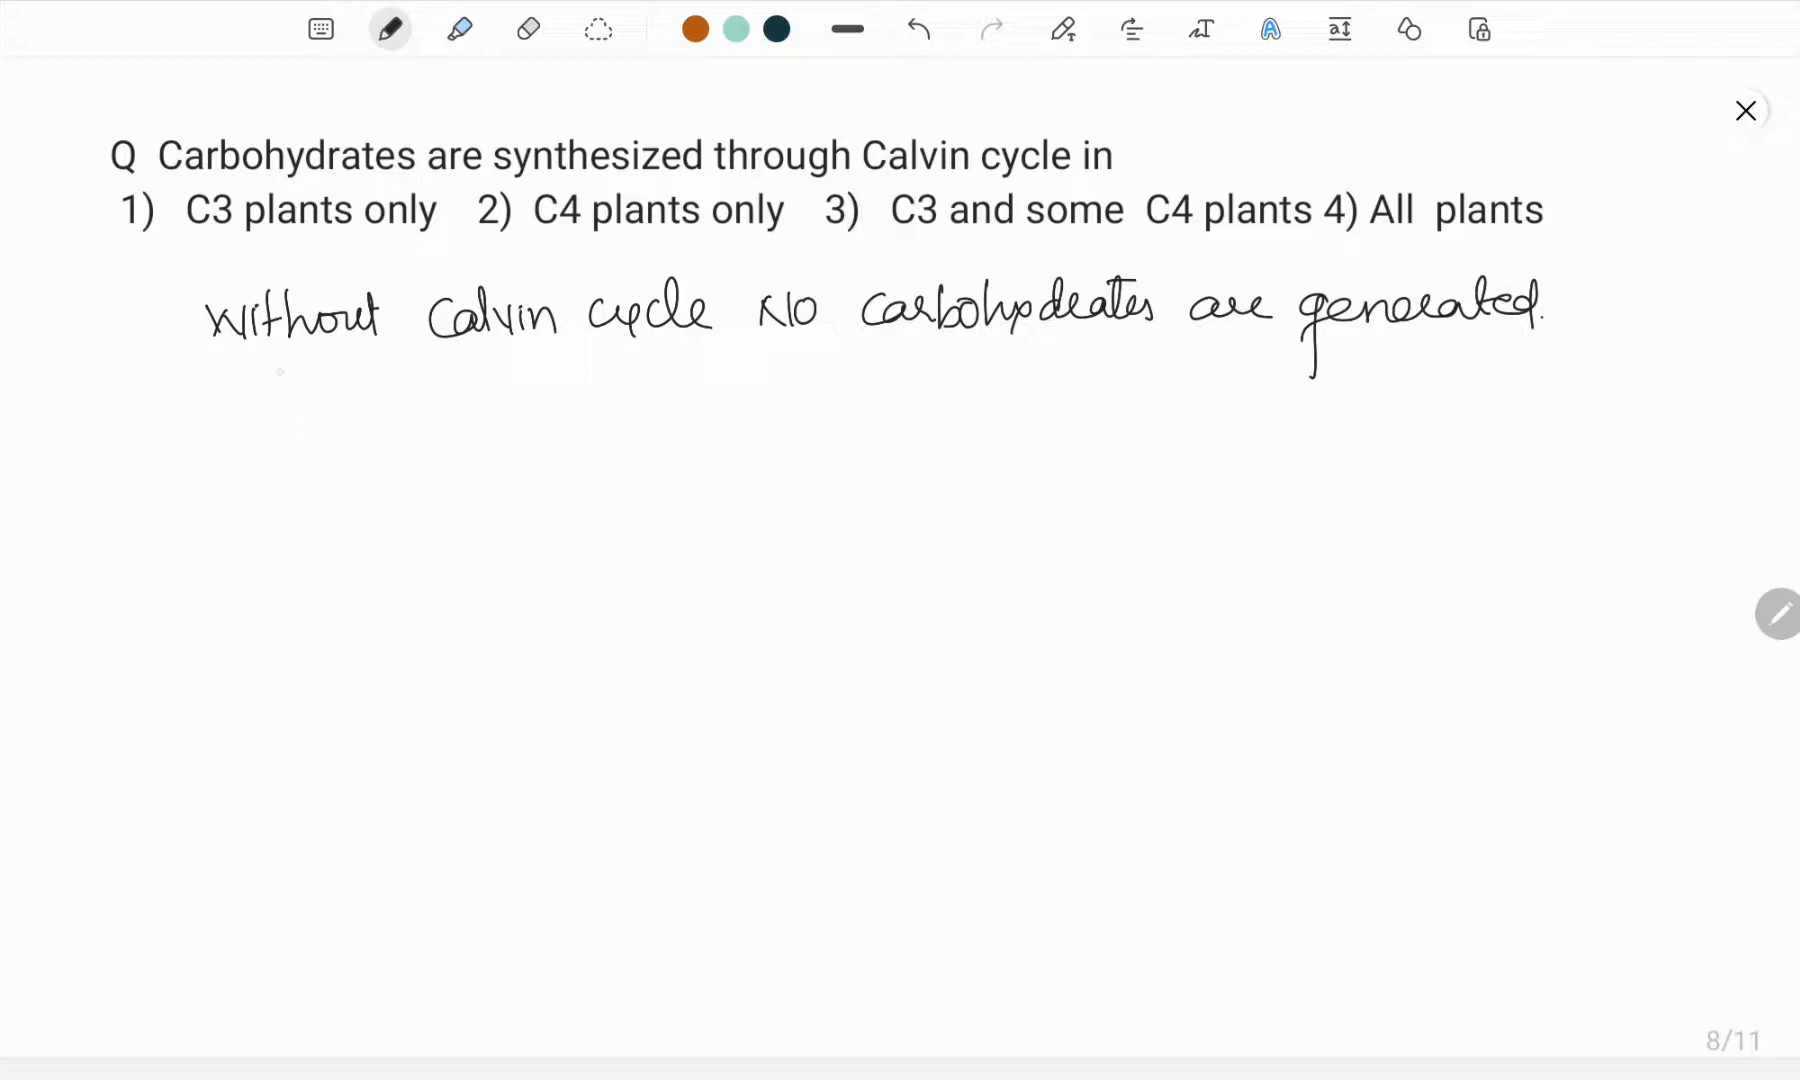 Q Carbohydrates are synthesized through Calvin cycle in
1) C3 plants only 2) C4 plants only 3) C3 and some C4 plants 4) All plants
without Calvin cycle NO carbohydrates are generated.
8/11